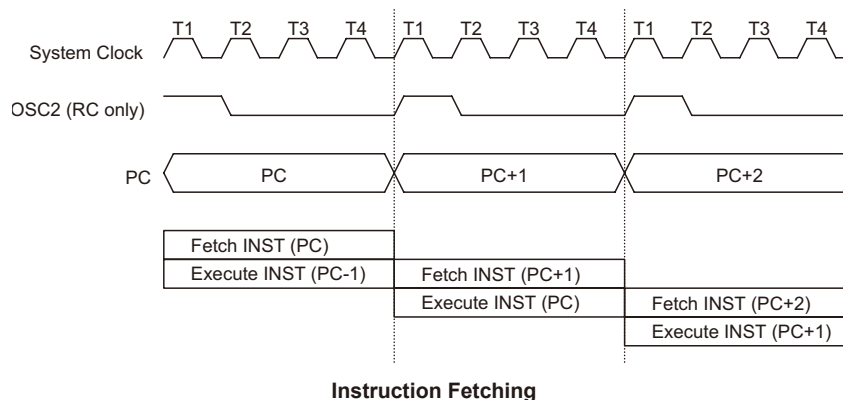 T1 T2 T3 T4 T1 T2 T3 T4 T1 T2 T3 T4
System Clock
OSC2 (RC only)
PC PC PC+1 PC+2
Fetch INST (PC)
Execute INST (PC-1) Fetch INST (PC+1)
Execute INST (PC) Fetch INST (PC+2)
Execute INST (PC+1)
Instruction Fetching